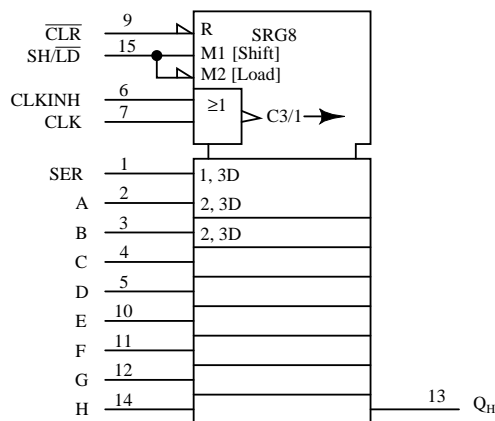 9
CLR
R
SRG8
15
SH/LD
M1 [Shift]
M2 [Load]
6
CLKINH
≥1
7
CLK
C3/1
1
SER
1, 3D
2
A
2, 3D
3
B
2, 3D
4
C
5
D
10
E
11
F
12
G
14
H
13
QH